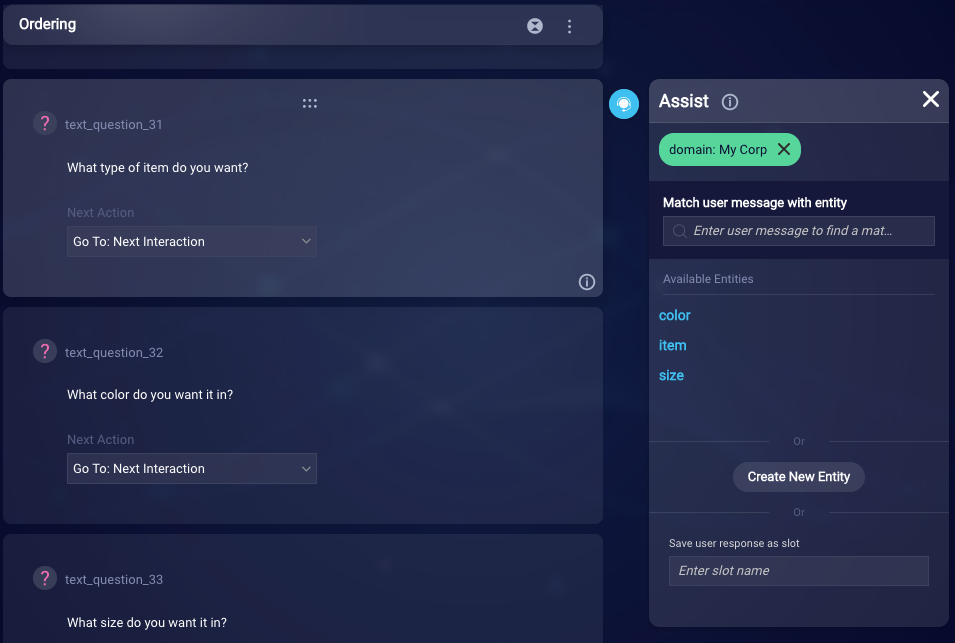 Ordering
?
text_question_31
What type of item do you want?
Next Action
Go To: Next Interaction
?
text_question_32
What color do you want it in?
Next Action
Go To: Next Interaction
?
text_question_33
What size do you want it in?
Assist
domain: My Corp
Match user message with entity
Enter user message to find a mat...
Available Entities
color
item
size
Or
Create New Entity
Or
Save user response as slot
Enter slot name